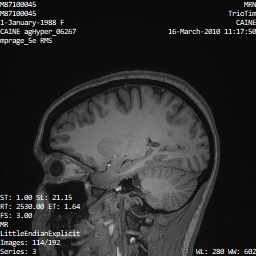 M87100045
MRN
M87100045
TrioTim
1-January-1988 F
CAINE
CAINE agHyper_06267
16-March-2010 11:17:50
mprage_5e RMS
ST: 1.00 SL: 21.15
RT: 2530.00 ET: 1.64
FS: 3.00
MR
LittleEndianExplicit
Images: 114/192
Series: 3
WL: 280 WW: 602